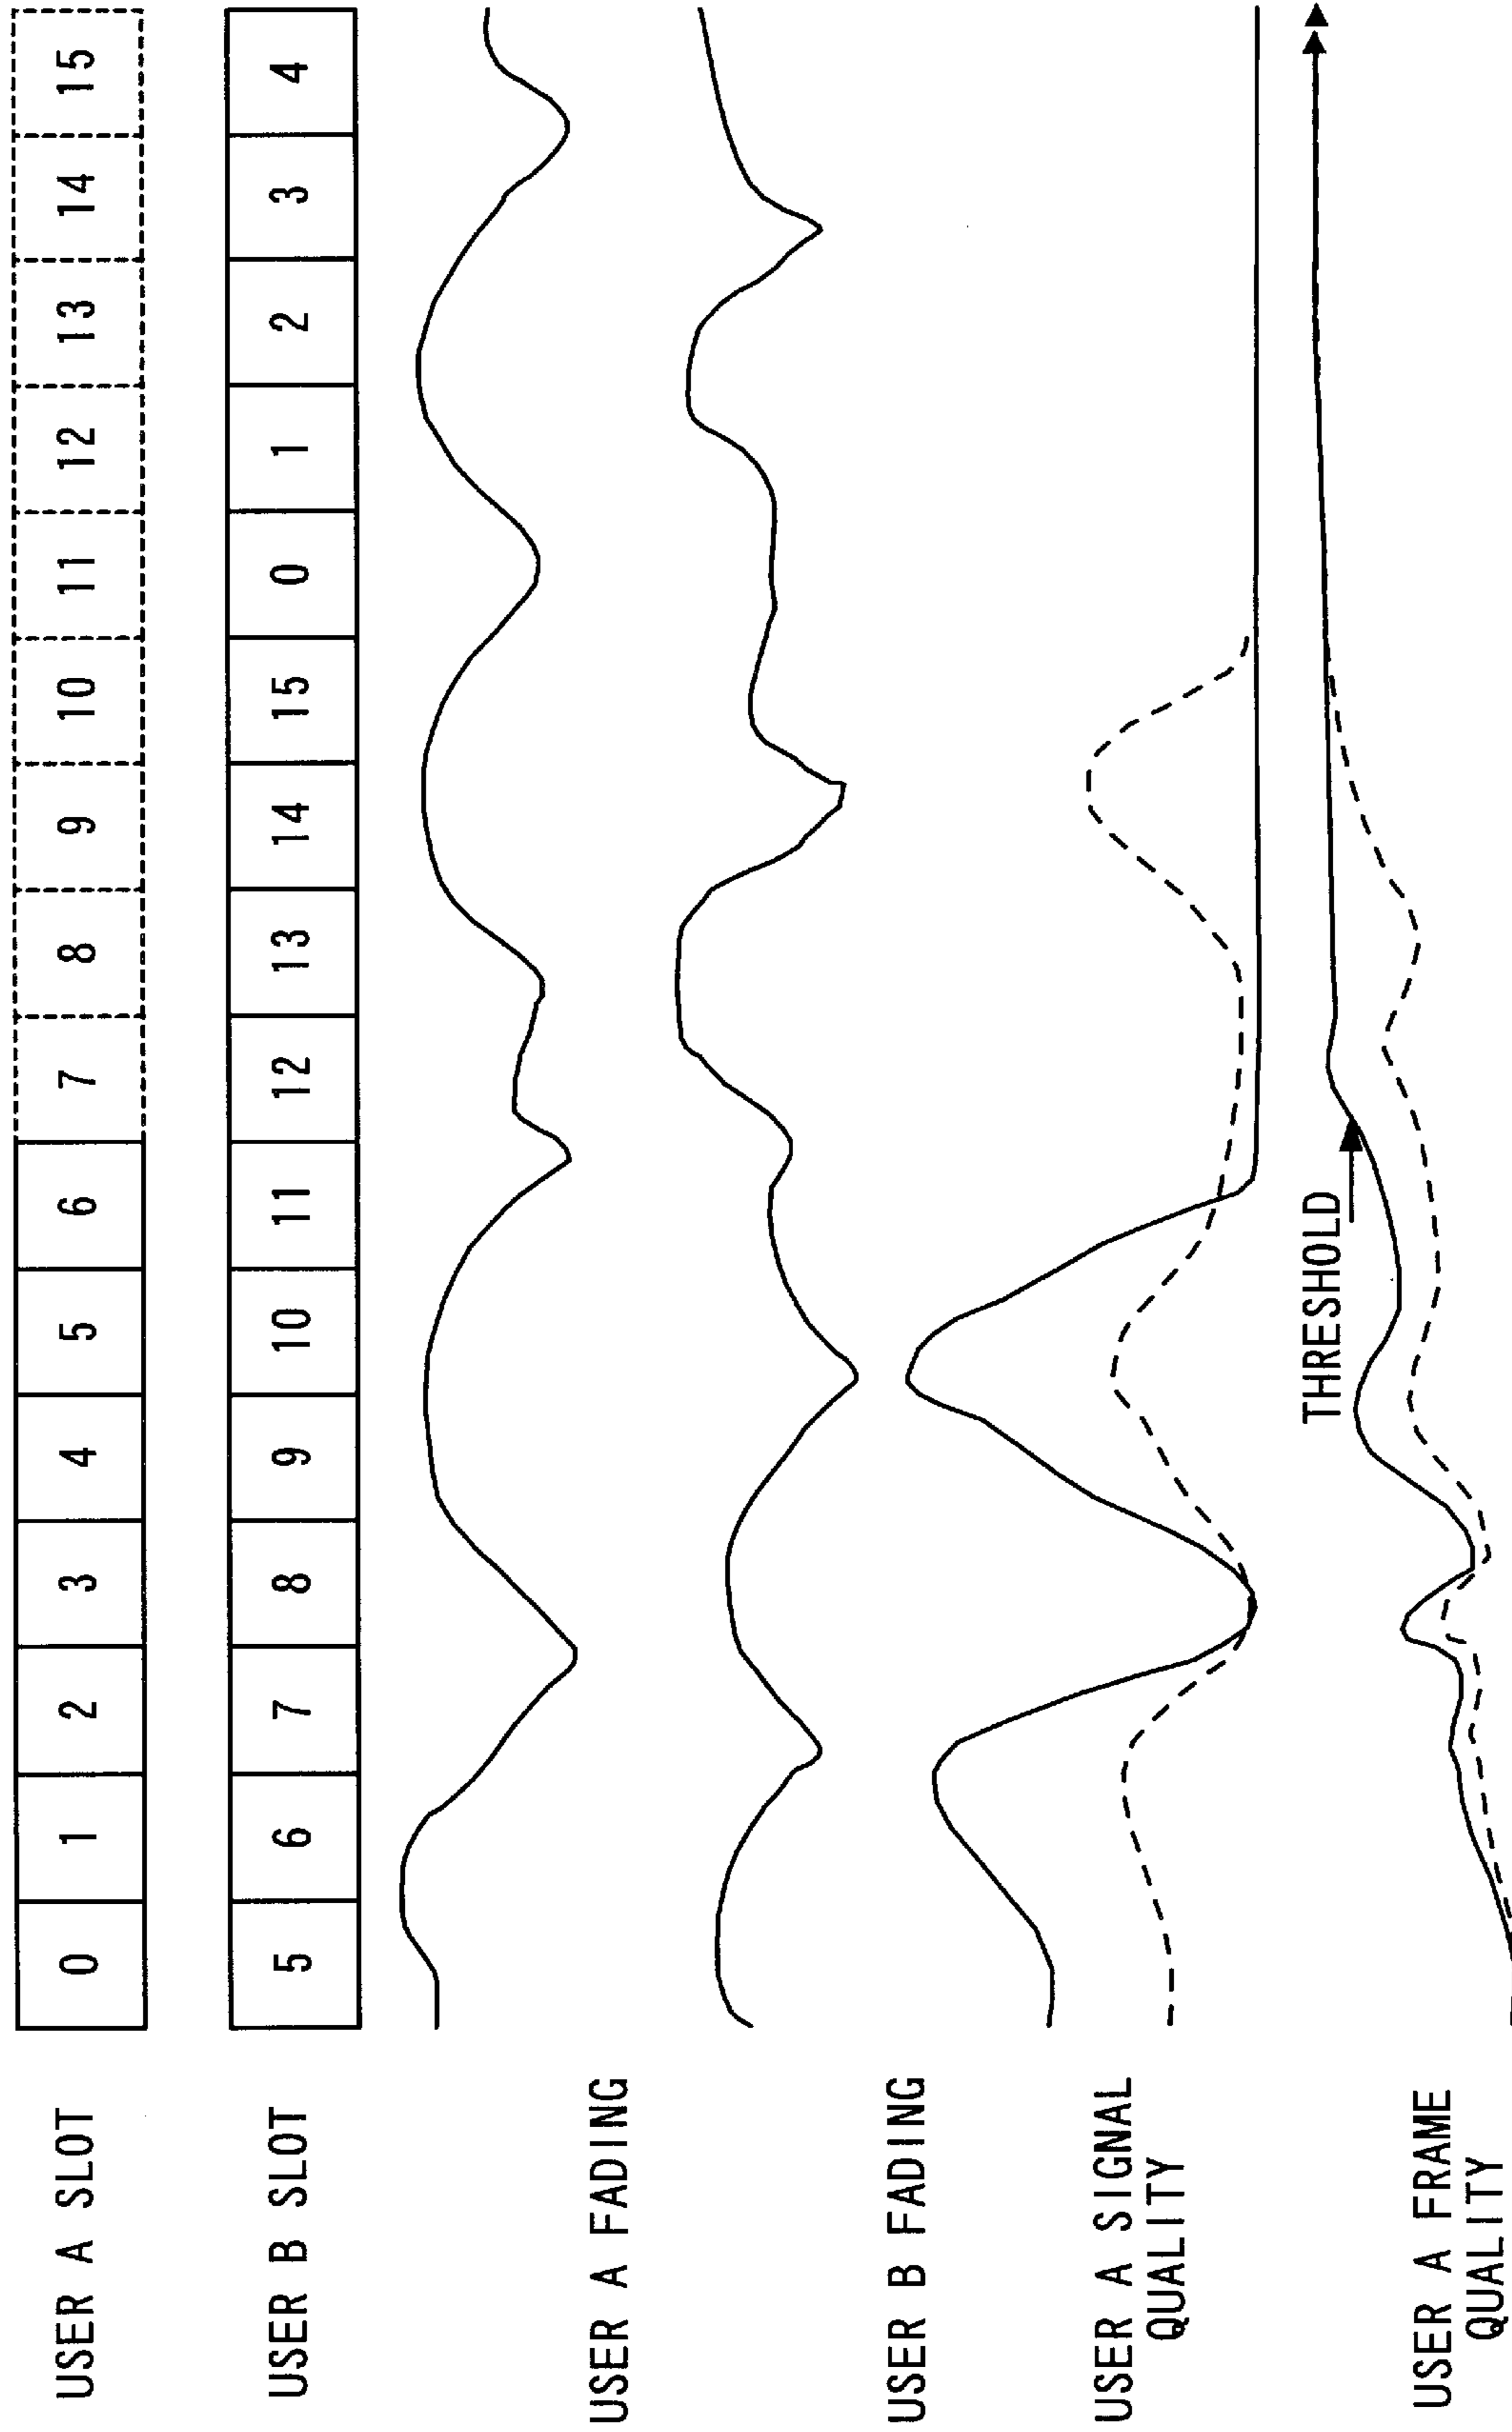 USER A SLOT 0 1 2 3 4 5 6 7 8 9 10 11 12 13 14 15
USER B SLOT 5 6 7 8 9 10 11 12 13 14 15 0 1 2 3 4
USER A FADING
USER B FADING
USER A SIGNAL
QUALITY
THRESHOLD
USER A FRAME
QUALITY